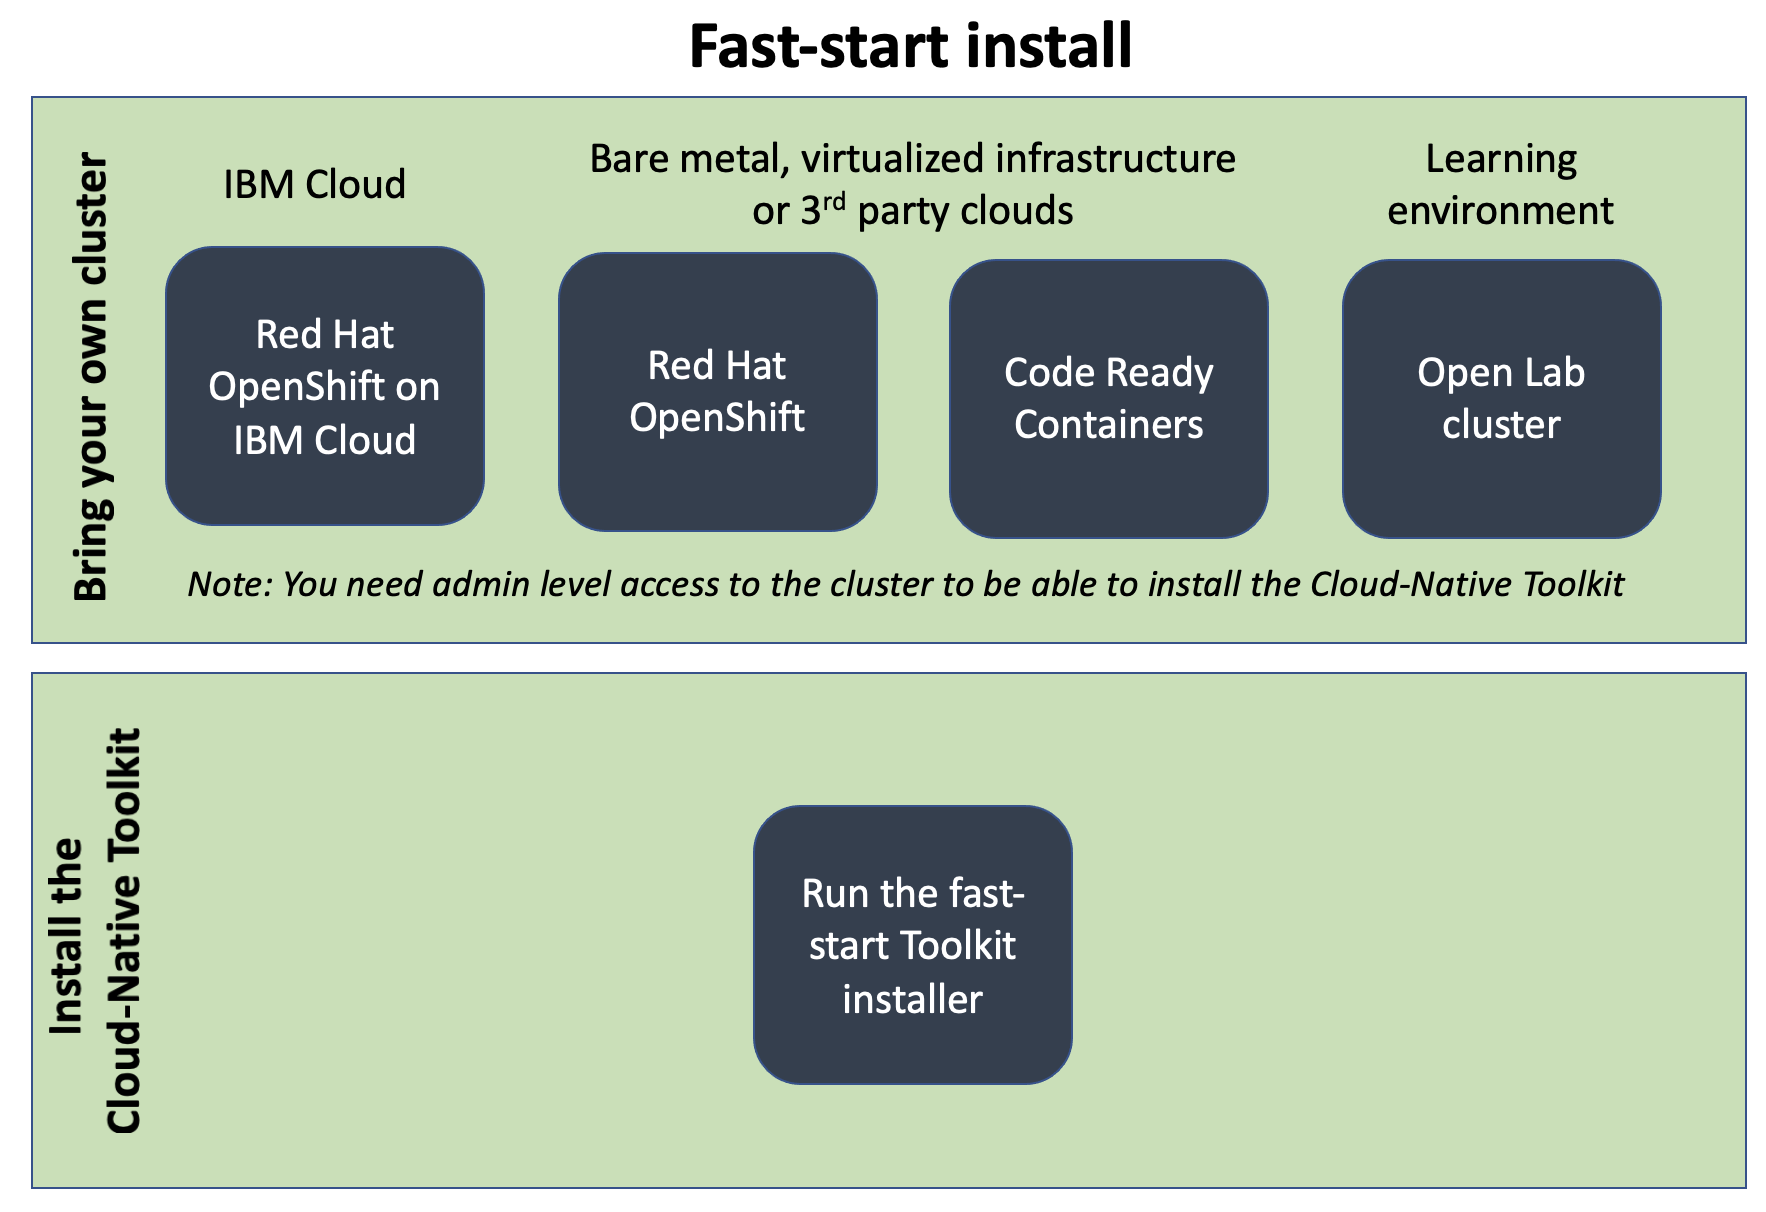 Fast-start install
Bring your own cluster
IBM Cloud
Bare metal, virtualized infrastructure
or 3rd party clouds
Learning
environment
Red Hat
OpenShift on
IBM Cloud
Red Hat
OpenShift
Code Ready
Containers
Open Lab
cluster
Note: You need admin level access to the cluster to be able to install the Cloud-Native Toolkit
Install the
Cloud-Native Toolkit
Run the fast-
start Toolkit
installer